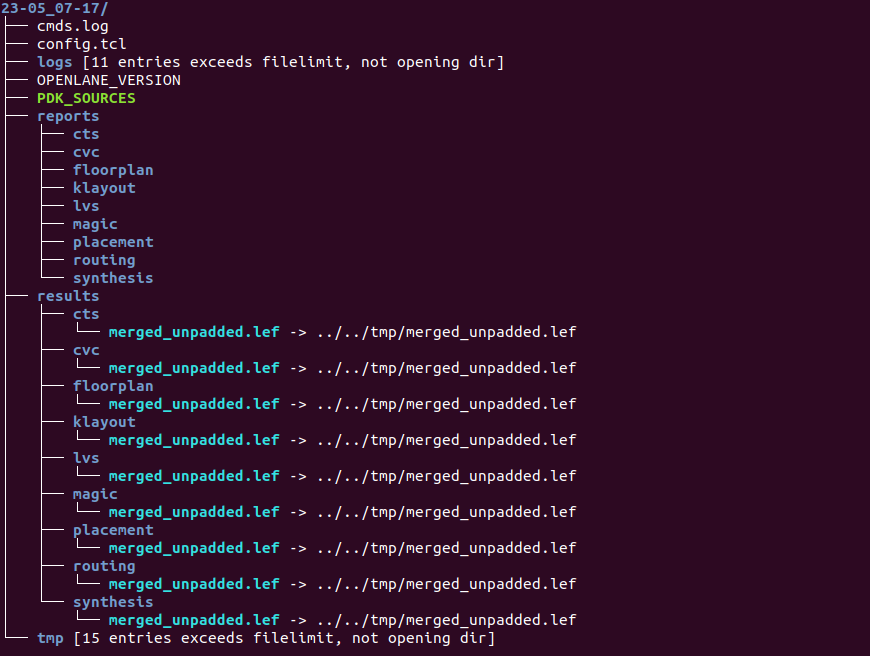 23-05_07-17/
├── cmds.log
├── config.tcl
├── logs [11 entries exceeds filelimit, not opening dir]
├── OPENLANE_VERSION
├── PDK_SOURCES
├── reports
│   ├── cts
│   ├── cvc
│   ├── floorplan
│   ├── klayout
│   ├── lvs
│   ├── magic
│   ├── placement
│   ├── routing
│   └── synthesis
├── results
│   ├── cts
│   │   └── merged_unpadded.lef -> ../../tmp/merged_unpadded.lef
│   ├── cvc
│   │   └── merged_unpadded.lef -> ../../tmp/merged_unpadded.lef
│   ├── floorplan
│   │   └── merged_unpadded.lef -> ../../tmp/merged_unpadded.lef
│   ├── klayout
│   │   └── merged_unpadded.lef -> ../../tmp/merged_unpadded.lef
│   ├── lvs
│   │   └── merged_unpadded.lef -> ../../tmp/merged_unpadded.lef
│   ├── magic
│   │   └── merged_unpadded.lef -> ../../tmp/merged_unpadded.lef
│   ├── placement
│   │   └── merged_unpadded.lef -> ../../tmp/merged_unpadded.lef
│   ├── routing
│   │   └── merged_unpadded.lef -> ../../tmp/merged_unpadded.lef
│   └── synthesis
│       └── merged_unpadded.lef -> ../../tmp/merged_unpadded.lef
└── tmp [15 entries exceeds filelimit, not opening dir]